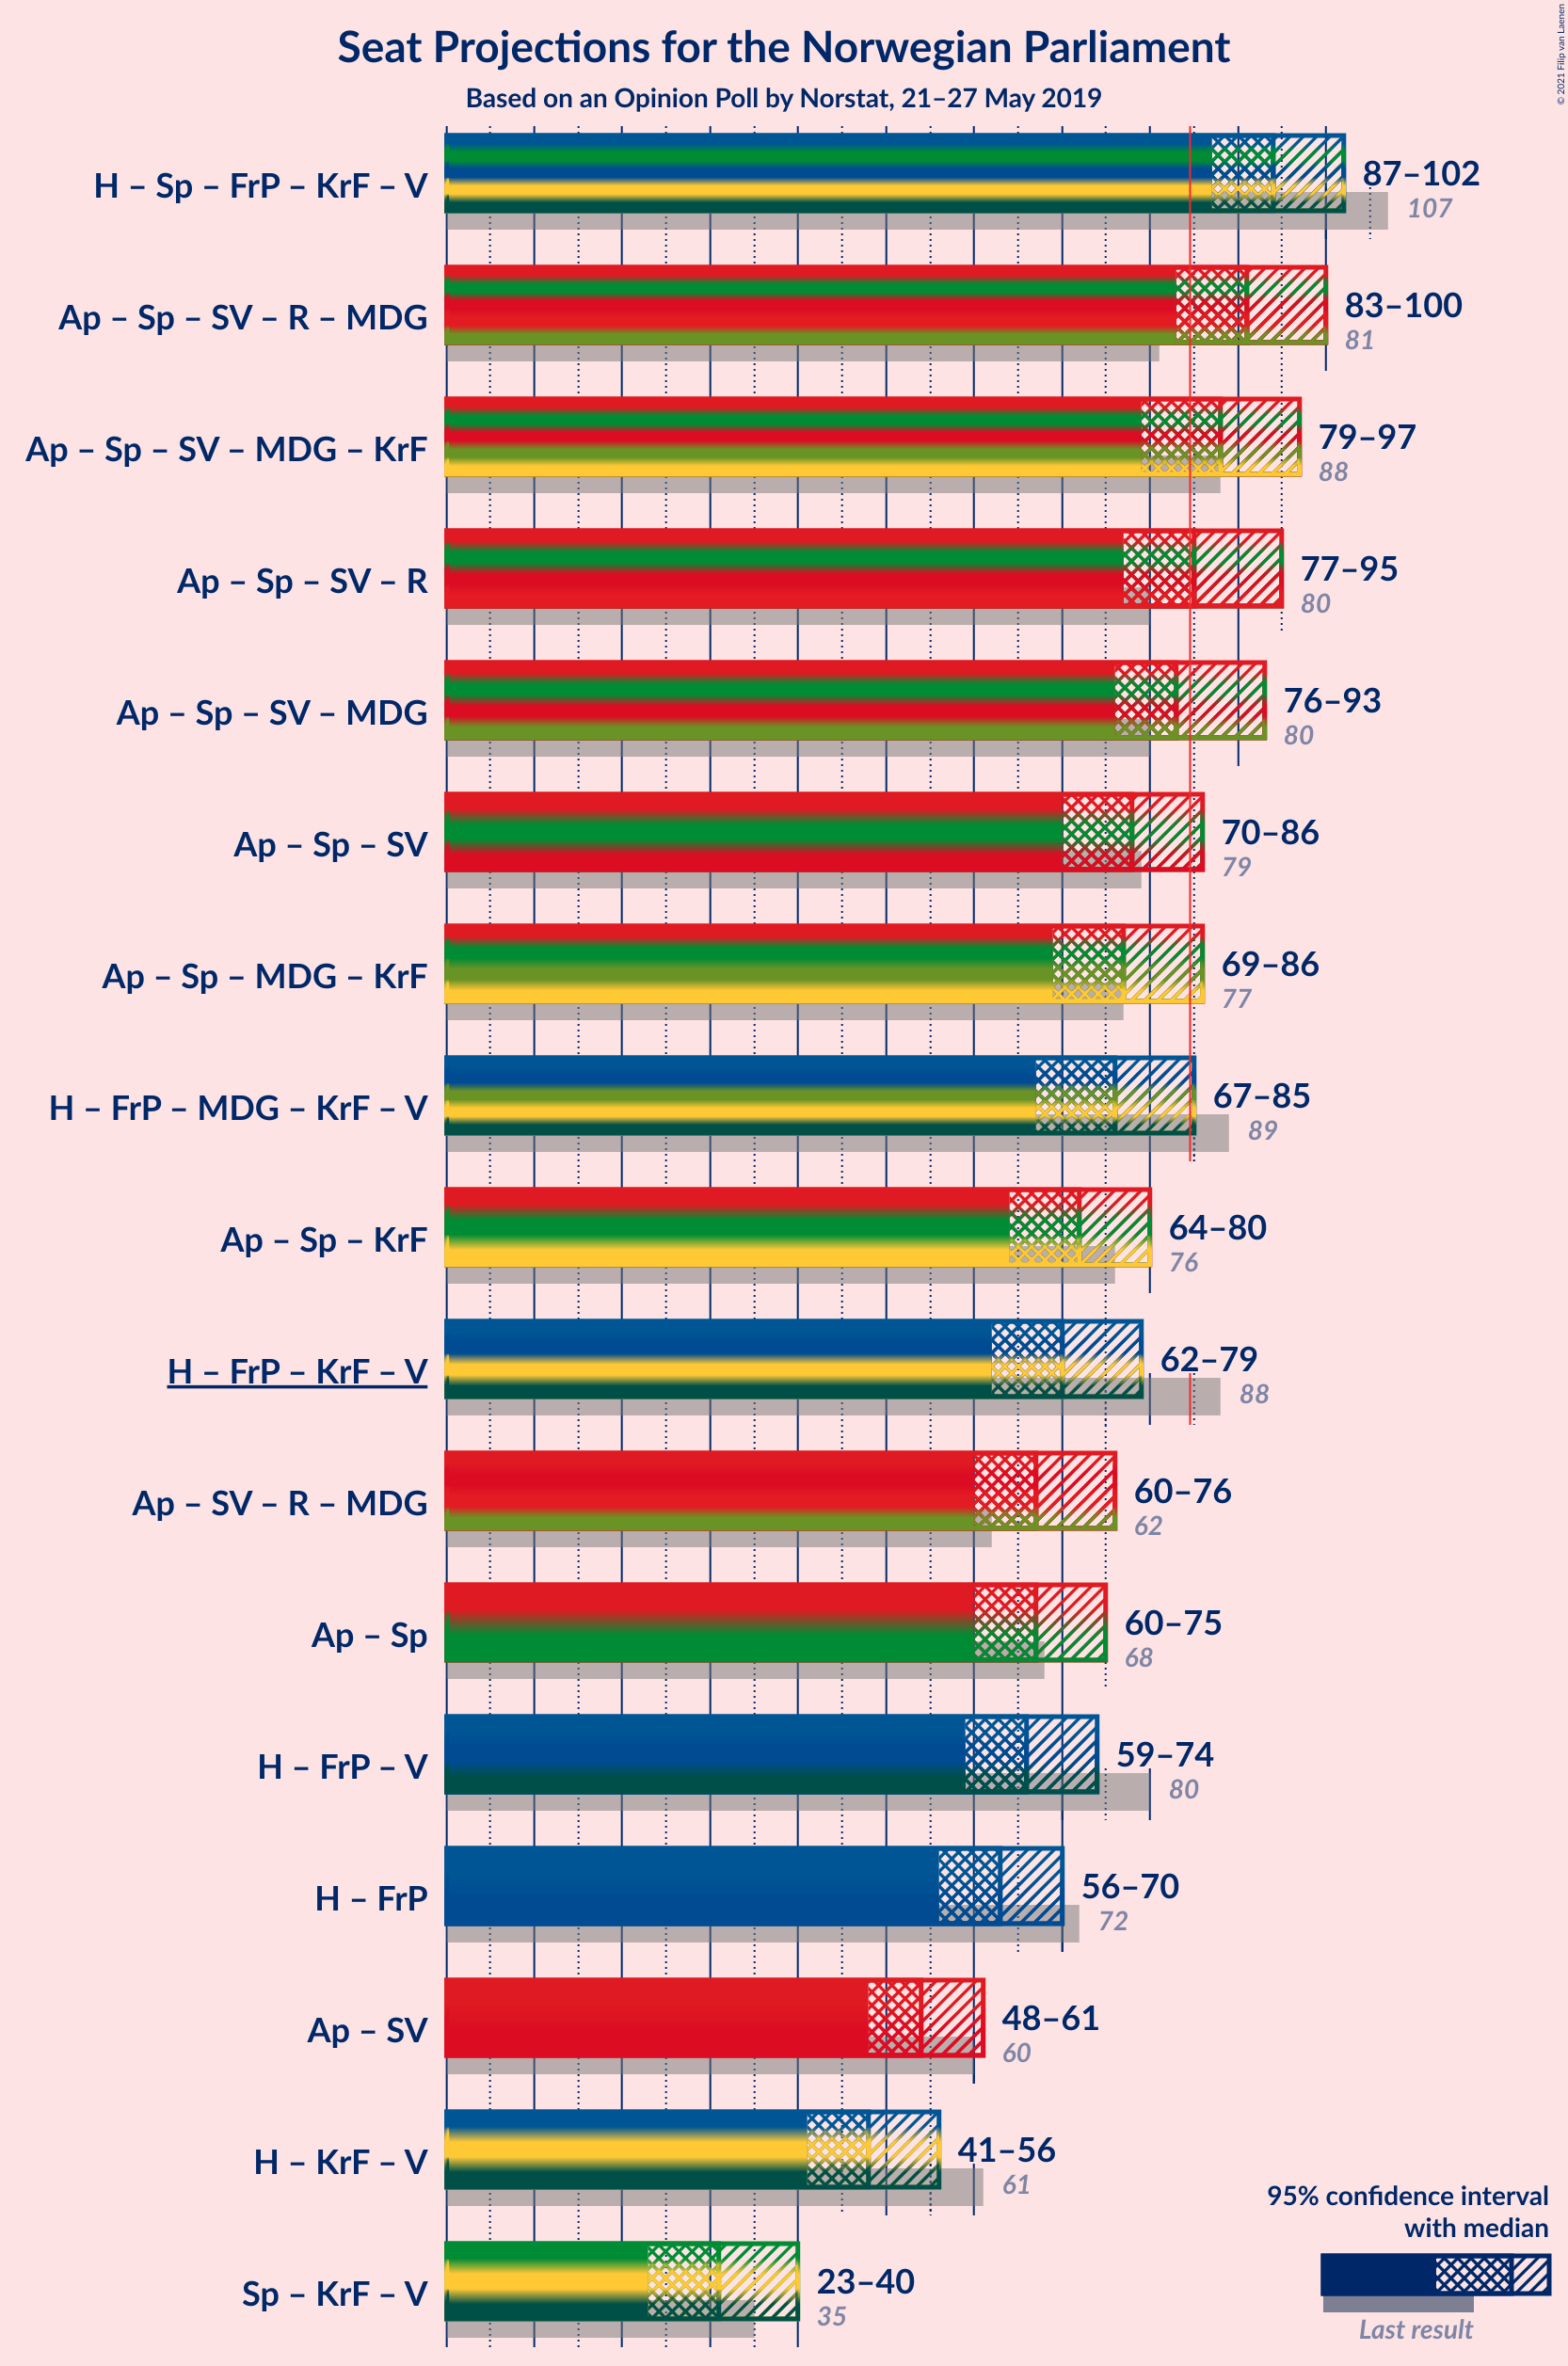 Seat Projections for the Norwegian Parliament
Based on an Opinion Poll by Norstat, 21–27 May 2019
© 2021 Filip van Laenen
H – Sp – FrP – KrF – V
87–102
107
Ap – Sp – SV – R – MDG
83–100
81
Ap – Sp – SV – MDG – KrF
79–97
88
Ap – Sp – SV – R
77–95
80
Ap – Sp – SV – MDG
76–93
80
Ap – Sp – SV
70–86
79
Ap – Sp – MDG – KrF
69–86
77
H – FrP – MDG – KrF – V
67–85
89
Ap – Sp – KrF
64–80
76
H – FrP – KrF – V
62–79
88
Ap – SV – R – MDG
60–76
62
Ap – Sp
60–75
68
H – FrP – V
59–74
80
H – FrP
56–70
72
Ap – SV
48–61
60
H – KrF – V
41–56
61
Sp – KrF – V
23–40
35
95% confidence interval
with median
Last result